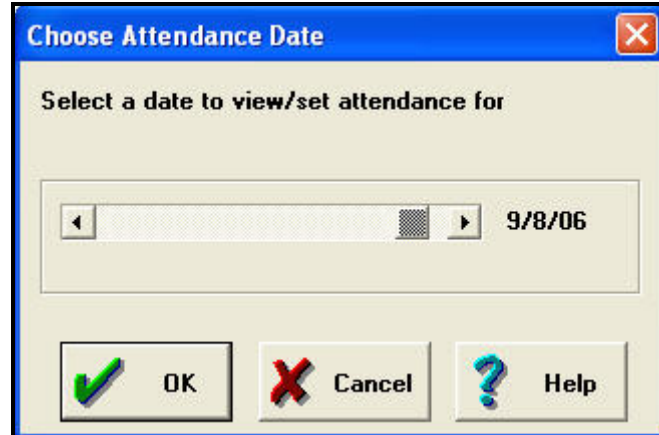 Choose Attendance Date
Select a date to view/set attendance for
9/8/06
OK Cancel Help